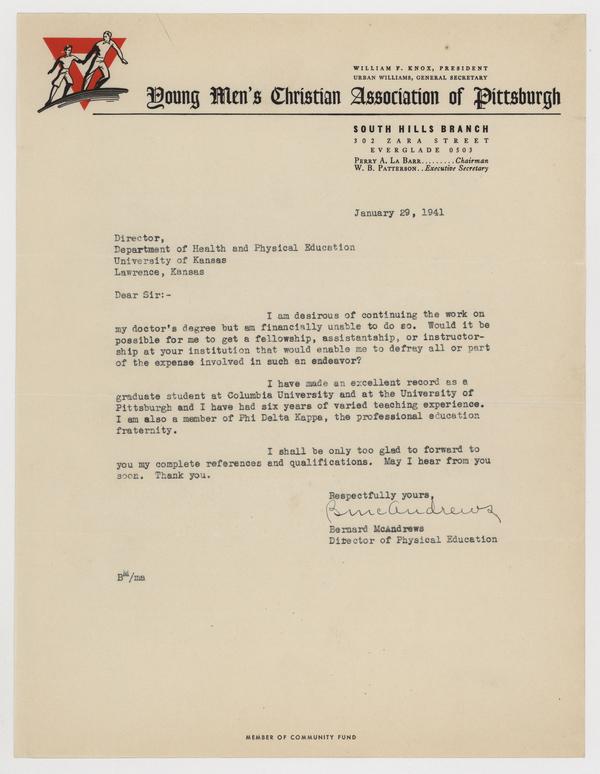 WILLIAM F. KNOX, PRESIDENT
URBAN WILLIAMS, GENERAL SECRETARY
Young Men's Christian Association of Pittsburgh
SOUTH HILLS BRANCH
302 ZARA STREET
EVERGLADE 0503
PERRY A. LA BARR.........Chairman
W. B. PATTERSON..Executive Secretary
January 29, 1941
Director,
Department of Health and Physical Education
University of Kansas
Lawrence, Kansas
Dear Sir:-
I am desirous of continuing the work on
my doctor's degree but am financially unable to do so. Would it be
possible for me to get a fellowship, assistantship, or instructor-
ship at your institution that would enable me to defray all or part
of the expense involved in such an endeavor?
I have made an excellent record as a
graduate student at Columbia University and at the University of
Pittsburgh and I have had six years of varied teaching experience.
I am also a member of Phi Delta Kappa, the professional education
fraternity.
I shall be only too glad to forward to
you my complete references and qualifications. May I hear from you
soon. Thank you.
Respectfully yours,
BMcAndrews
Bernard McAndrews
Director of Physical Education
BM/ma
MEMBER OF COMMUNITY FUND